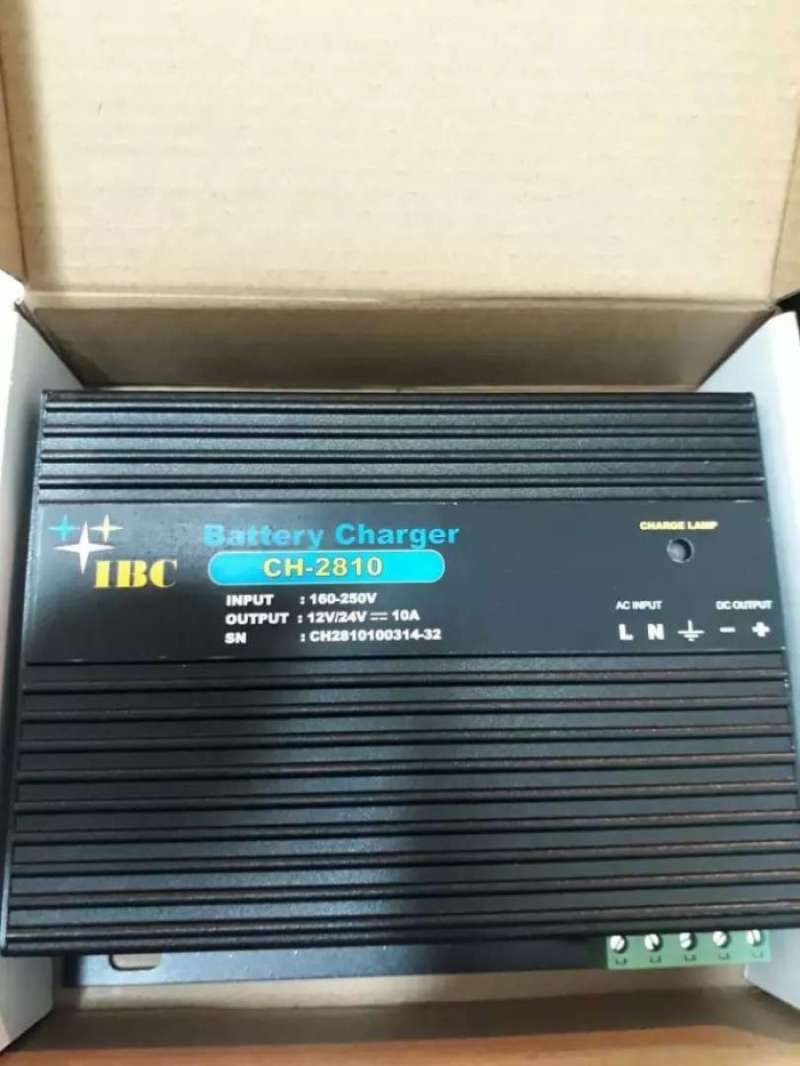 IBC
Battery Charger
CH-2810
INPUT : 160-250V
OUTPUT : 12V/24V ⎓ 10A
SN : CH2810100314-32
CHARGE LAMP
AC INPUT DC OUTPUT
L N ⏚ − +